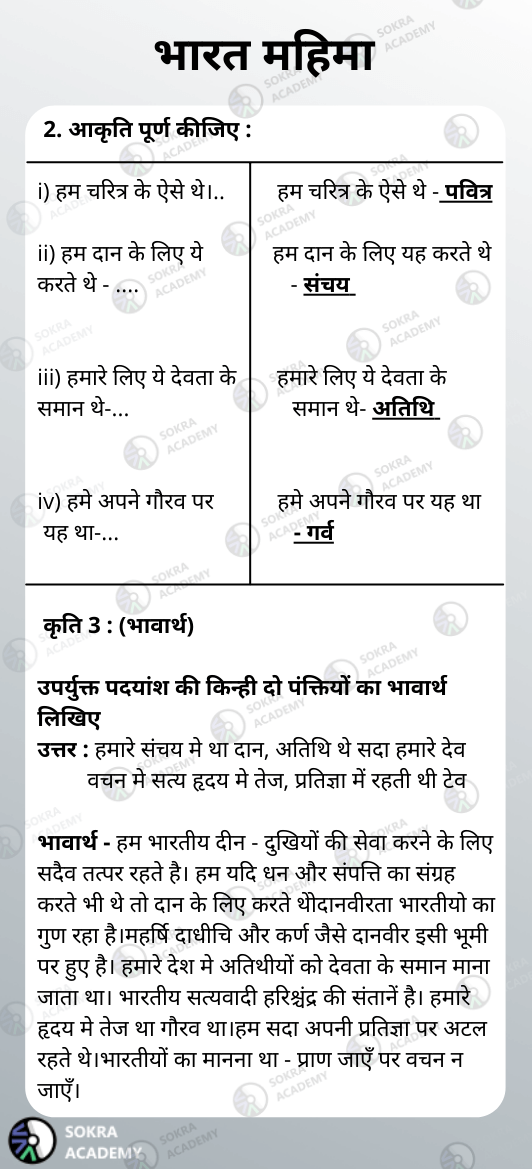 भारत महिमा
2. आकृति पूर्ण कीजिए :
i) हम चरित्र के ऐसे थे।..
हम चरित्र के ऐसे थे - पवित्र
ii) हम दान के लिए ये
करते थे - ....
हम दान के लिए यह करते थे
- संचय
iii) हमारे लिए ये देवता के
समान थे-...
हमारे लिए ये देवता के
समान थे- अतिथि
iv) हमे अपने गौरव पर
यह था-...
हमे अपने गौरव पर यह था
- गर्व
कृति 3 : (भावार्थ)
उपर्युक्त पदयांश की किन्ही दो पंक्तियों का भावार्थ
लिखिए
उत्तर : हमारे संचय मे था दान, अतिथि थे सदा हमारे देव
वचन मे सत्य हृदय मे तेज, प्रतिज्ञा में रहती थी टेव
भावार्थ - हम भारतीय दीन - दुखियों की सेवा करने के लिए
सदैव तत्पर रहते है। हम यदि धन और संपत्ति का संग्रह
करते भी थे तो दान के लिए करते थे।दानवीरता भारतीयो का
गुण रहा है।महर्षि दाधीचि और कर्ण जैसे दानवीर इसी भूमी
पर हुए है। हमारे देश मे अतिथीयों को देवता के समान माना
जाता था। भारतीय सत्यवादी हरिश्चंद्र की संतानें है। हमारे
हृदय मे तेज था गौरव था।हम सदा अपनी प्रतिज्ञा पर अटल
रहते थे।भारतीयों का मानना था - प्राण जाएँ पर वचन न
जाएँ।
SOKRA
ACADEMY